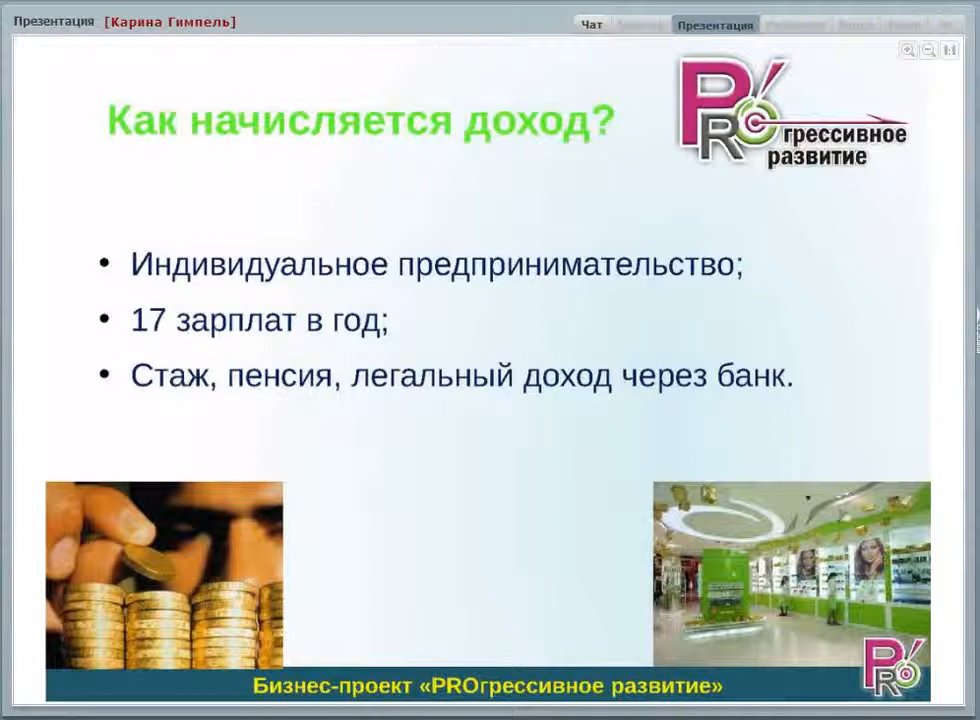 Презентация [Карина Гимпель]
Чат
Презентация
Как начисляется доход?
PROгрессивное
развитие
• Индивидуальное предпринимательство;
• 17 зарплат в год;
• Стаж, пенсия, легальный доход через банк.
Бизнес-проект «PROгрессивное развитие»
PRO